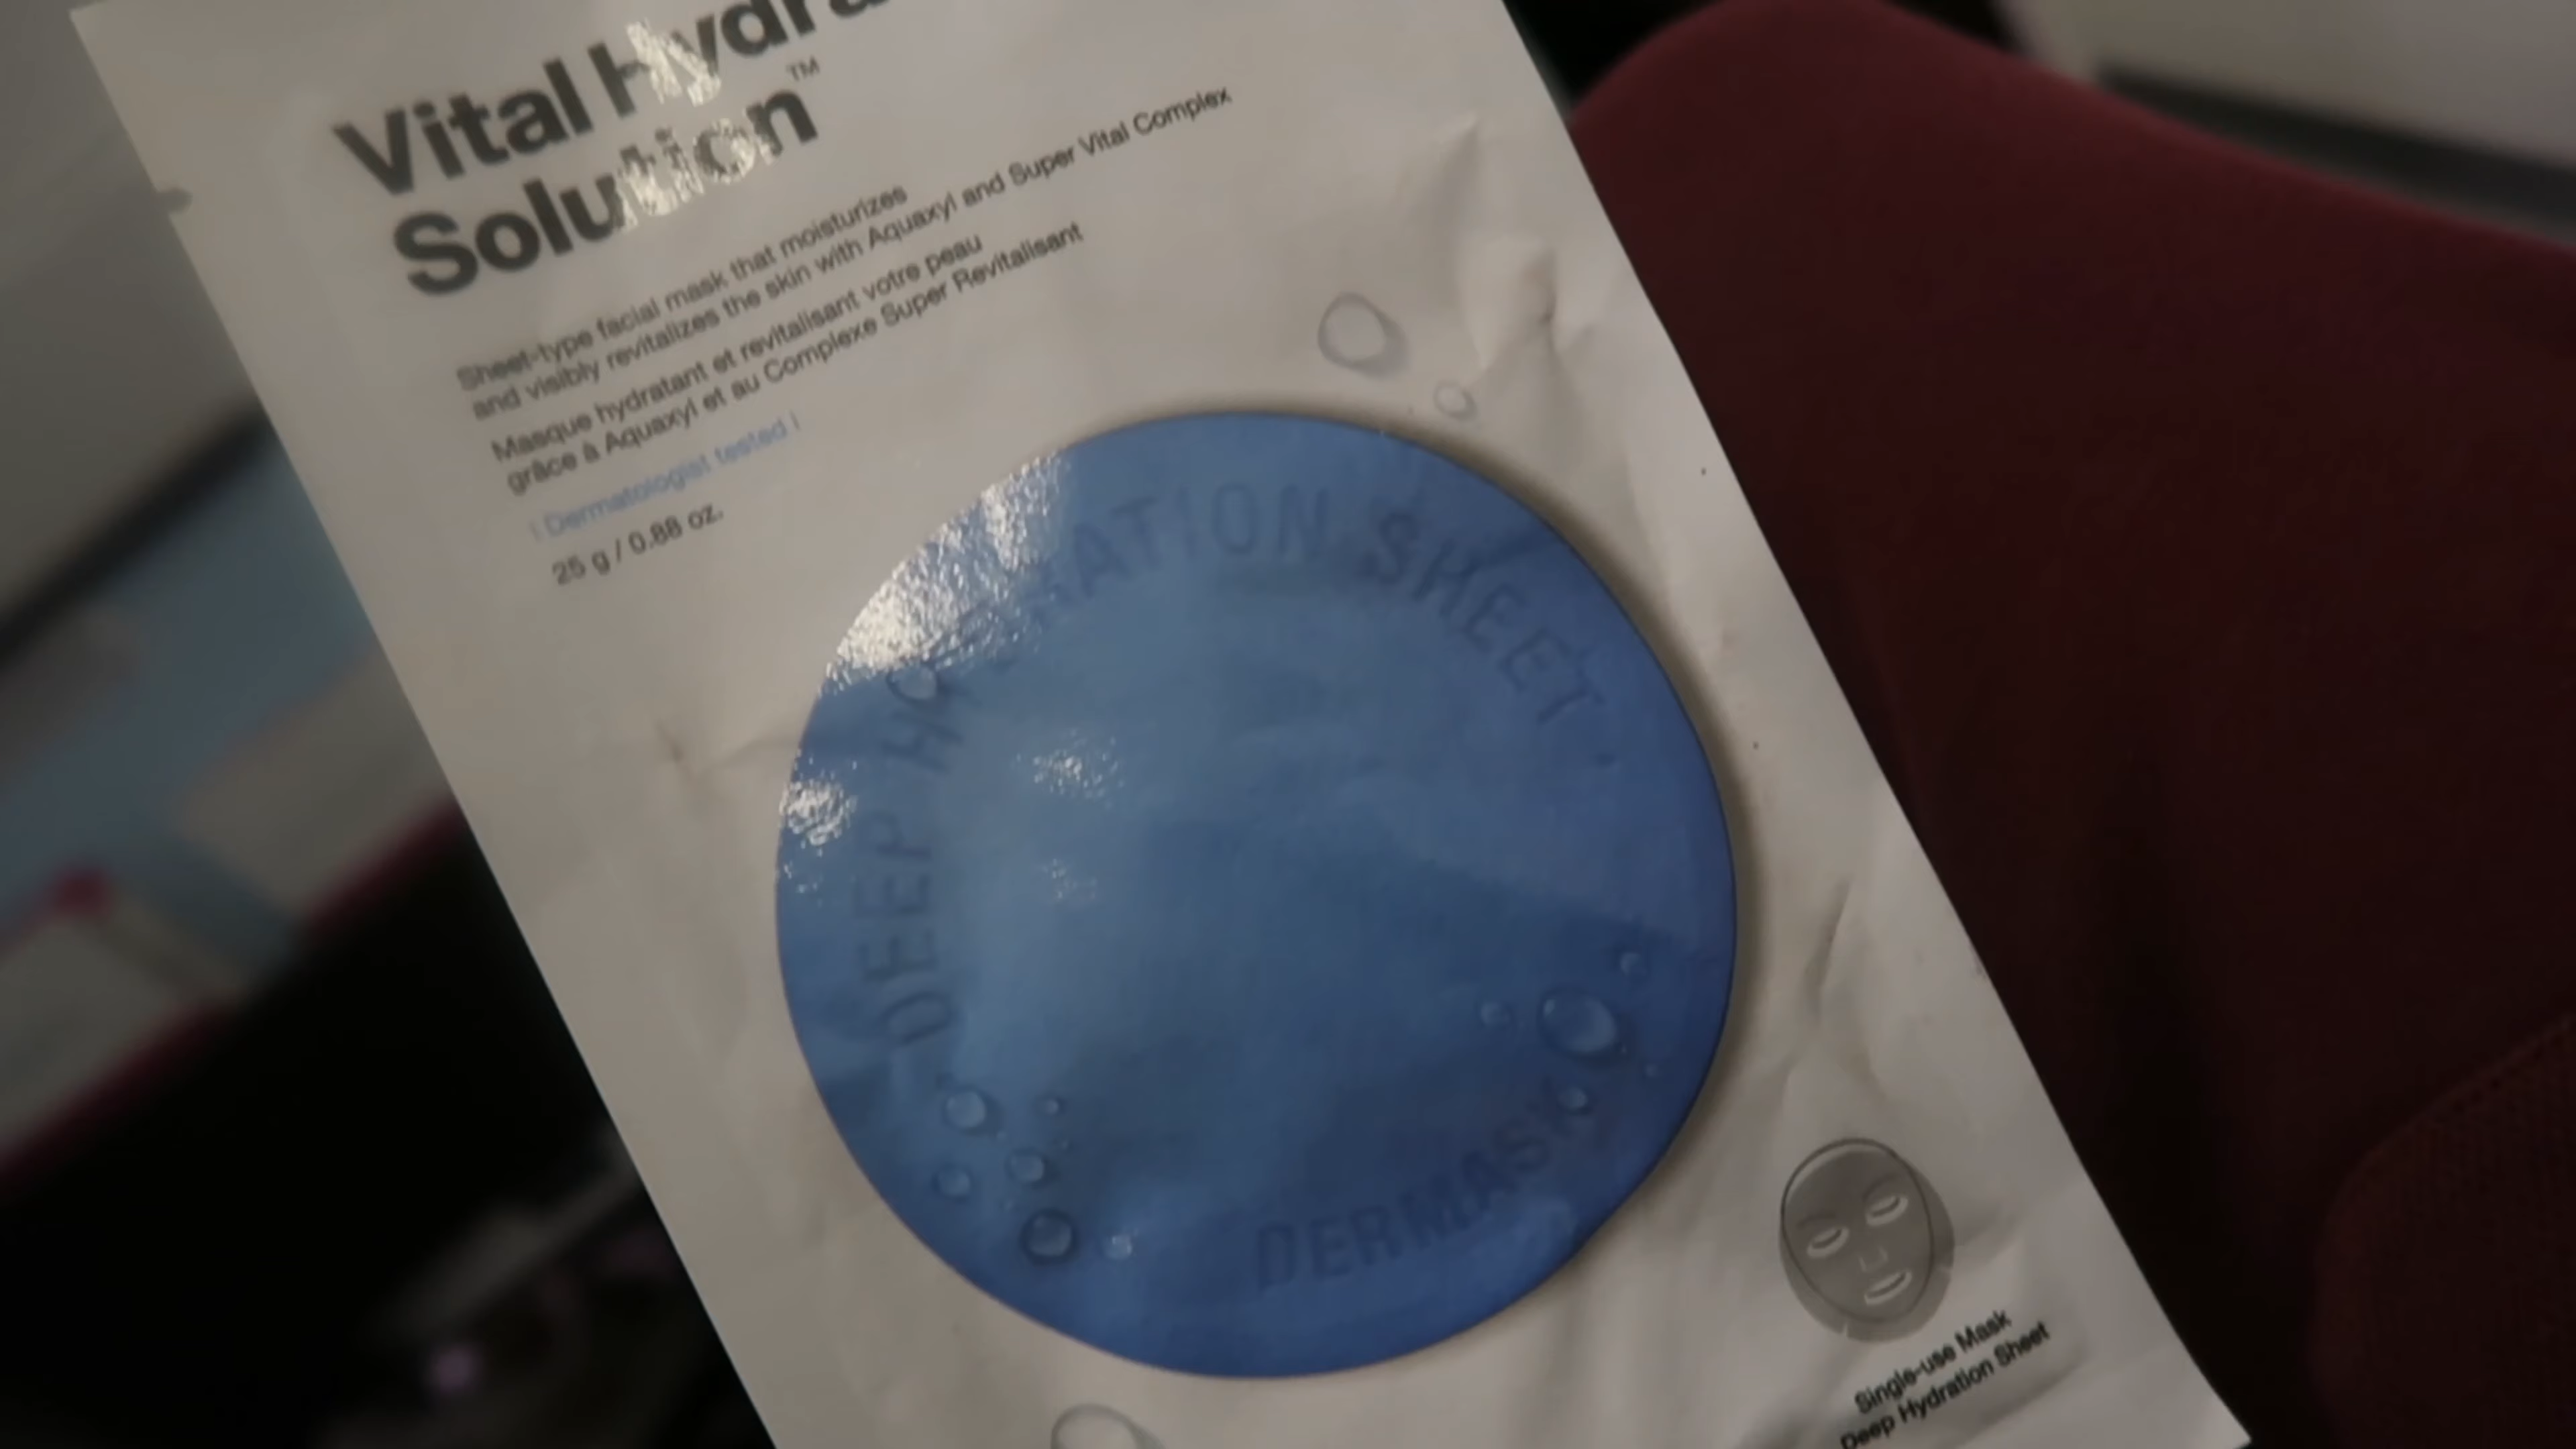 Vital Hydra
Solution™
Sheet-type facial mask that moisturizes
and visibly revitalizes the skin with Aquaxyl and Super Vital Complex
Masque hydratant et revitalisant votre peau
grâce à Aquaxyl et au Complexe Super Revitalisant
| Dermatologist tested |
25 g / 0.88 oz.
DEEP HYDRATION SHEET
DERMASK
Single-use Mask
Deep Hydration Sheet